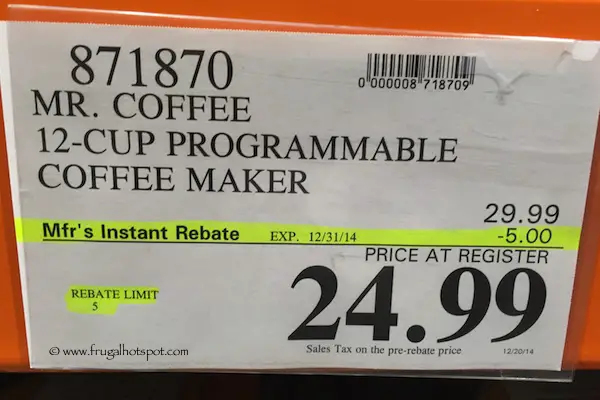 871870
0 000008 718709
MR. COFFEE
12-CUP PROGRAMMABLE
COFFEE MAKER
29.99
Mfr's Instant Rebate EXP. 12/31/14 -5.00
PRICE AT REGISTER
REBATE LIMIT
5
24.99
© www.frugalhotspot.com
Sales Tax on the pre-rebate price 12/20/14